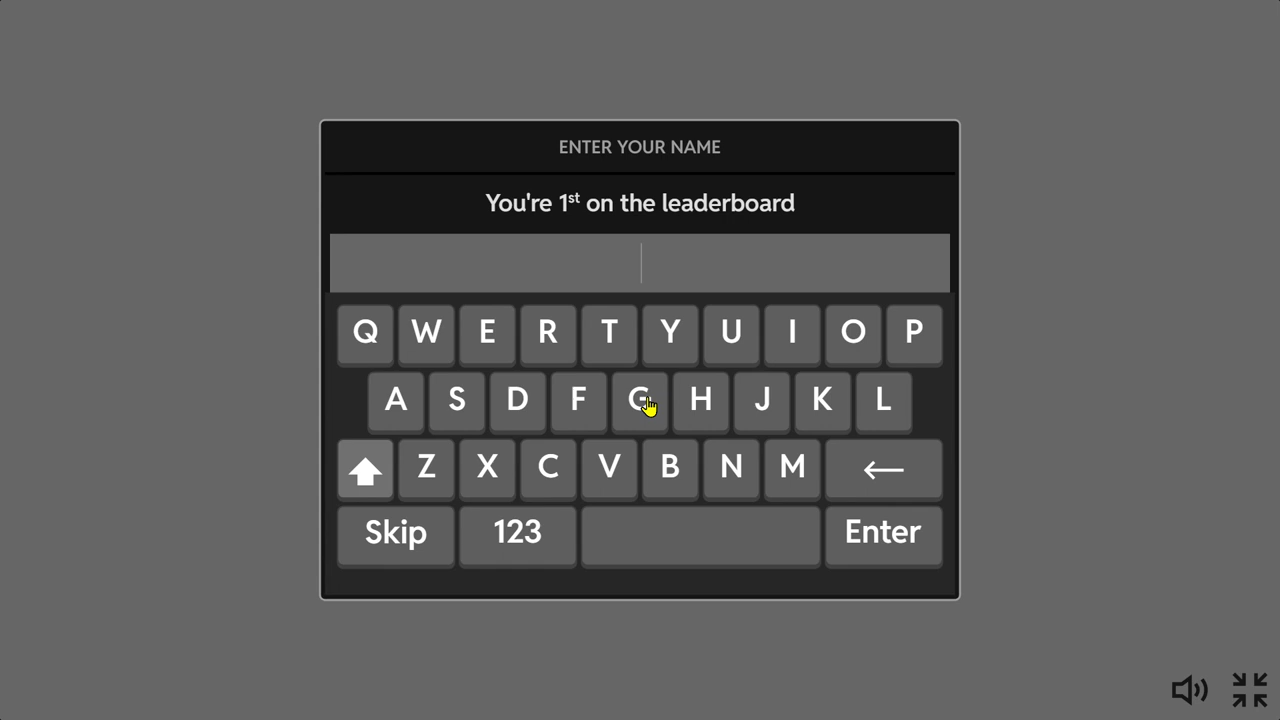 ENTER YOUR NAME
You're 1st on the leaderboard
Q W E R T Y U I O P
A S D F G H J K L
Z X C V B N M
Skip 123 Enter